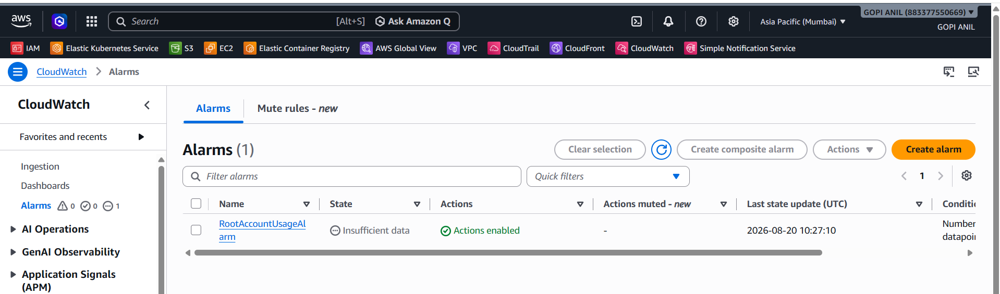 aws
Search [Alt+S] Ask Amazon Q
Asia Pacific (Mumbai)
GOPI ANIL (883377550669)
GOPI ANIL
IAM Elastic Kubernetes Service S3 EC2 Elastic Container Registry AWS Global View VPC CloudTrail CloudFront CloudWatch Simple Notification Service
CloudWatch > Alarms
CloudWatch
Favorites and recents
Ingestion
Dashboards
Alarms 0 0 1
AI Operations
GenAI Observability
Application Signals
(APM)
Alarms Mute rules - new
Alarms (1)
Clear selection Create composite alarm Actions Create alarm
Filter alarms Quick filters 1
Name State Actions Actions muted - new Last state update (UTC) Conditi
RootAccountUsageAl
arm
Insufficient data Actions enabled - 2026-08-20 10:27:10
Number
datapoi